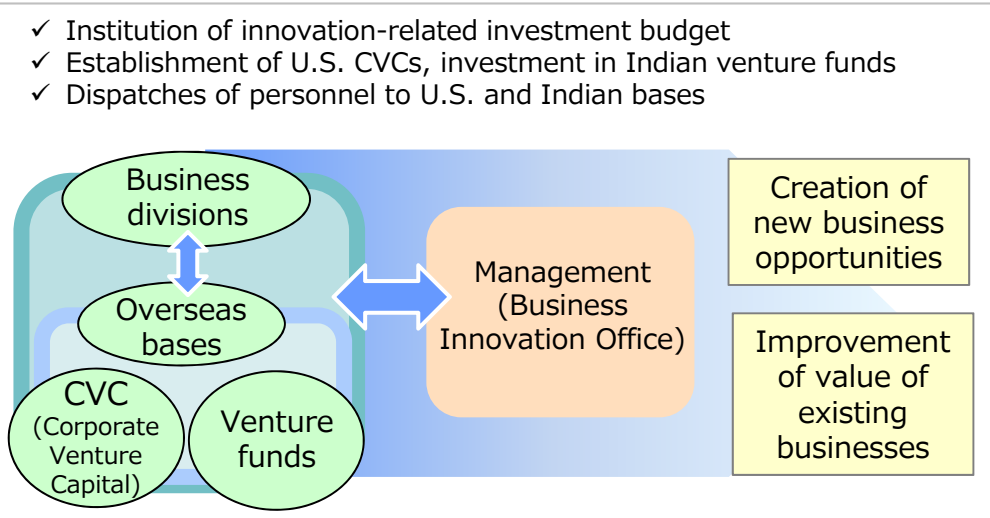 ✓ Institution of innovation-related investment budget
✓ Establishment of U.S. CVCs, investment in Indian venture funds
✓ Dispatches of personnel to U.S. and Indian bases
Business
divisions
Overseas
bases
CVC
(Corporate
Venture
Capital)
Venture
funds
Management
(Business
Innovation Office)
Creation of
new business
opportunities
Improvement
of value of
existing
businesses